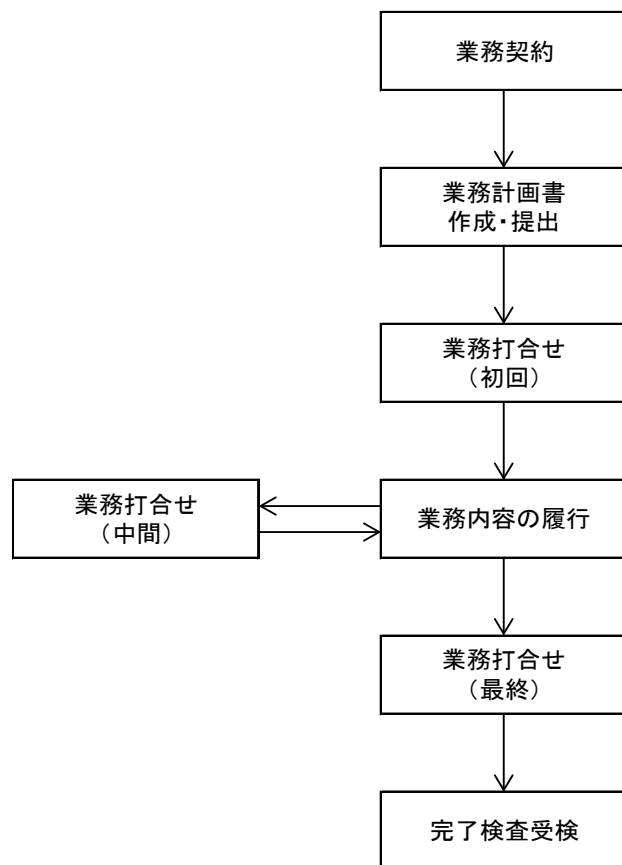 業務契約
業務計画書
作成・提出
業務打合せ
（初回）
業務打合せ
（中間）
業務内容の履行
業務打合せ
（最終）
完了検査受検